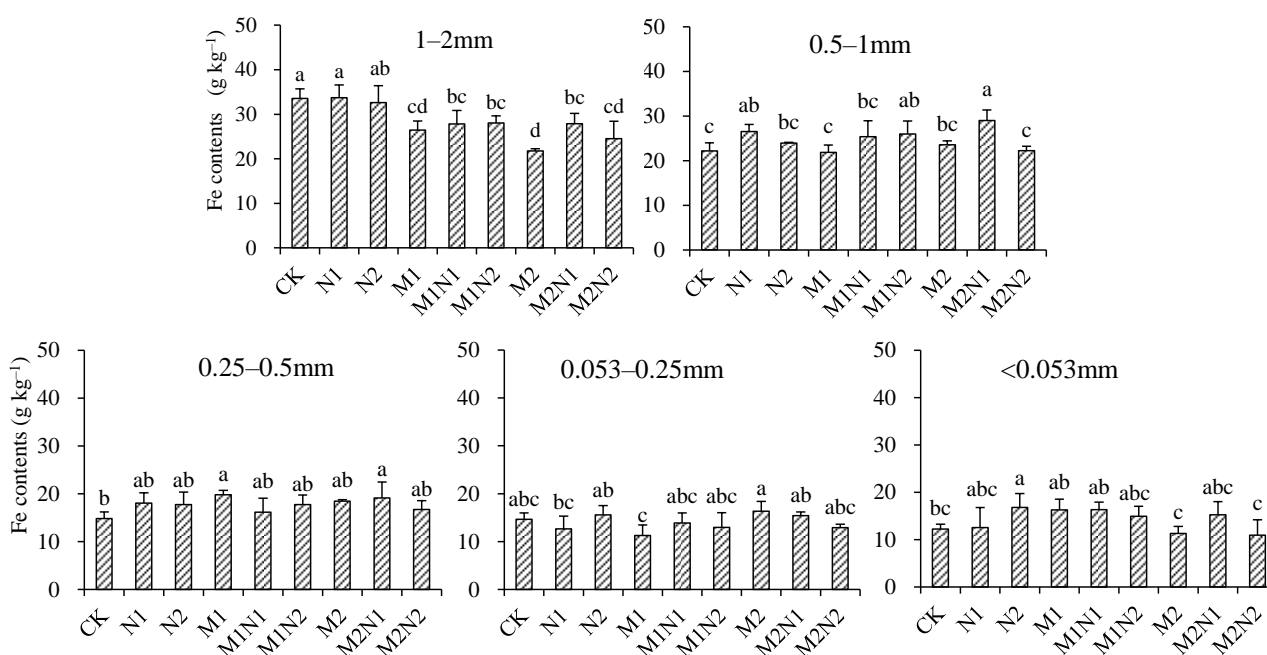 1–2mm
Fe contents (g kg⁻¹)
50
40
30
20
10
0
a a ab cd bc bc d bc cd
CK N1 N2 M1 M1N1 M1N2 M2 M2N1 M2N2
0.5–1mm
50
40
30
20
10
0
c ab bc c bc ab bc a c
CK N1 N2 M1 M1N1 M1N2 M2 M2N1 M2N2
0.25–0.5mm
Fe contents (g kg⁻¹)
50
40
30
20
10
0
b ab ab a ab ab ab a ab
CK N1 N2 M1 M1N1 M1N2 M2 M2N1 M2N2
0.053–0.25mm
50
40
30
20
10
0
abc bc ab c abc abc a ab abc
CK N1 N2 M1 M1N1 M1N2 M2 M2N1 M2N2
<0.053mm
50
40
30
20
10
0
bc abc a ab ab abc c abc c
CK N1 N2 M1 M1N1 M1N2 M2 M2N1 M2N2